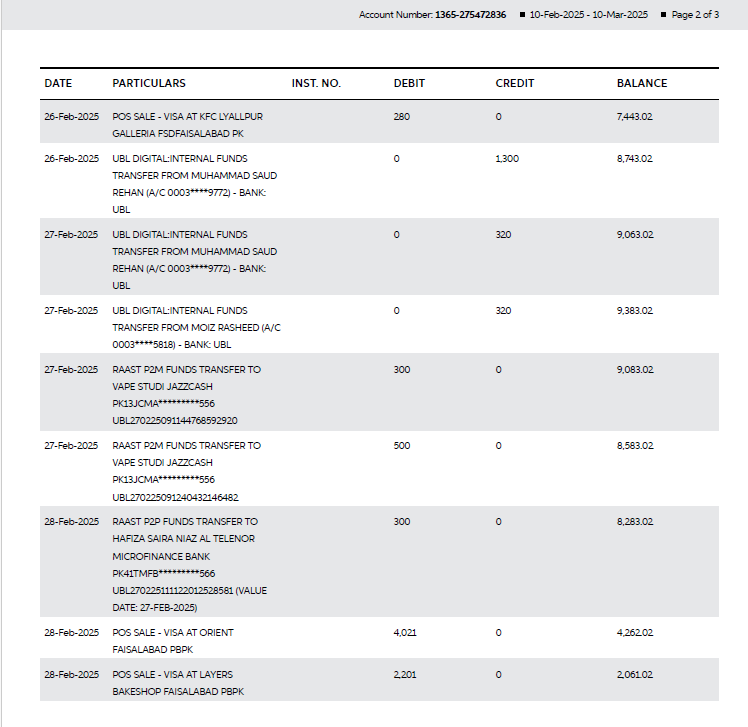 Account Number: 1365-275472836 ■ 10-Feb-2025 - 10-Mar-2025 ■ Page 2 of 3
DATE PARTICULARS INST. NO. DEBIT CREDIT BALANCE
26-Feb-2025 POS SALE - VISA AT KFC LYALLPUR 280 0 7,443.02
GALLERIA FSDFAISALABAD PK
26-Feb-2025 UBL DIGITAL:INTERNAL FUNDS 0 1,300 8,743.02
TRANSFER FROM MUHAMMAD SAUD
REHAN (A/C 0003****9772) - BANK:
UBL
27-Feb-2025 UBL DIGITAL:INTERNAL FUNDS 0 320 9,063.02
TRANSFER FROM MUHAMMAD SAUD
REHAN (A/C 0003****9772) - BANK:
UBL
27-Feb-2025 UBL DIGITAL:INTERNAL FUNDS 0 320 9,383.02
TRANSFER FROM MOIZ RASHEED (A/C
0003****5818) - BANK: UBL
27-Feb-2025 RAAST P2M FUNDS TRANSFER TO 300 0 9,083.02
VAPE STUDI JAZZCASH
PK13JCMA*********556
UBL270225091144768592920
27-Feb-2025 RAAST P2M FUNDS TRANSFER TO 500 0 8,583.02
VAPE STUDI JAZZCASH
PK13JCMA*********556
UBL270225091240432146482
28-Feb-2025 RAAST P2P FUNDS TRANSFER TO 300 0 8,283.02
HAFIZA SAIRA NIAZ AL TELENOR
MICROFINANCE BANK
PK41TMFB*********566
UBL270225111122012528581 (VALUE
DATE: 27-FEB-2025)
28-Feb-2025 POS SALE - VISA AT ORIENT 4,021 0 4,262.02
FAISALABAD PBPK
28-Feb-2025 POS SALE - VISA AT LAYERS 2,201 0 2,061.02
BAKESHOP FAISALABAD PBPK